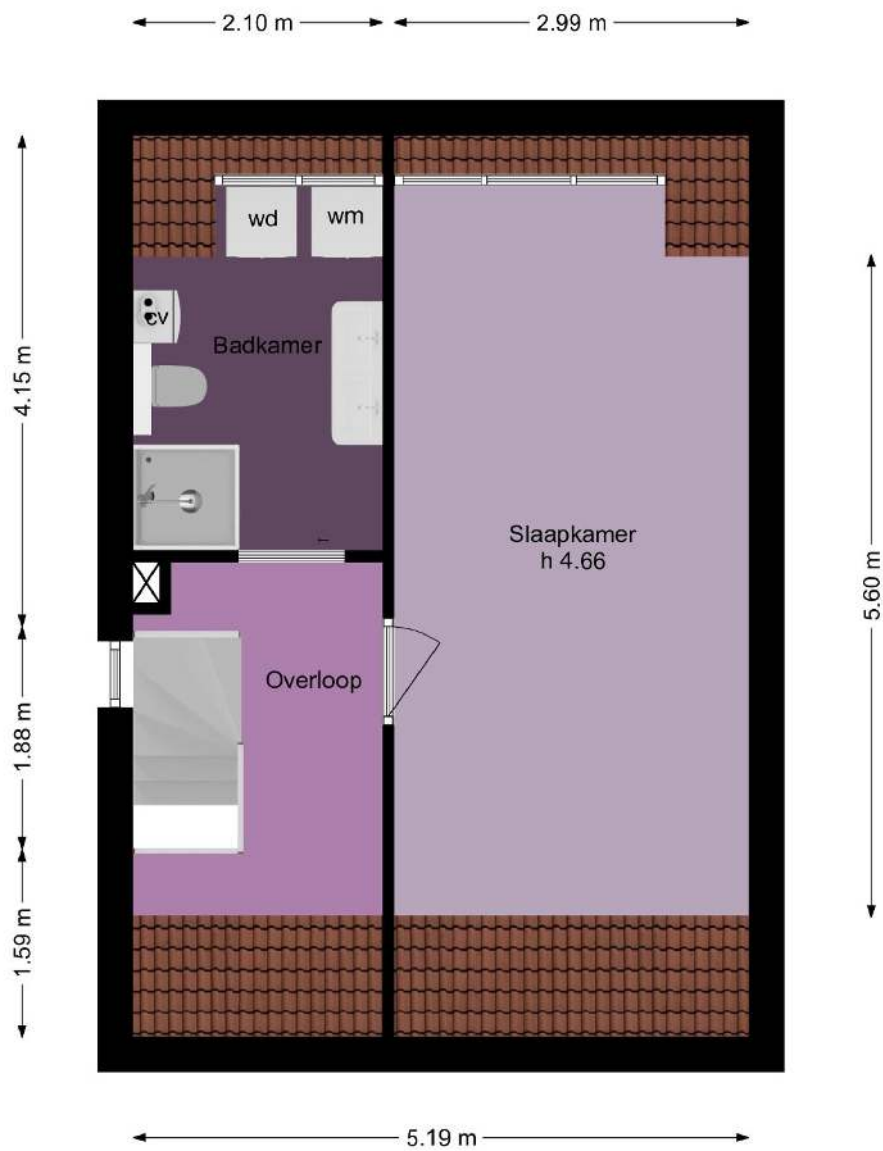 2.10 m
2.99 m
wd
wm
cv
Badkamer
4.15 m
Slaapkamer
h 4.66
5.60 m
Overloop
1.88 m
1.59 m
5.19 m